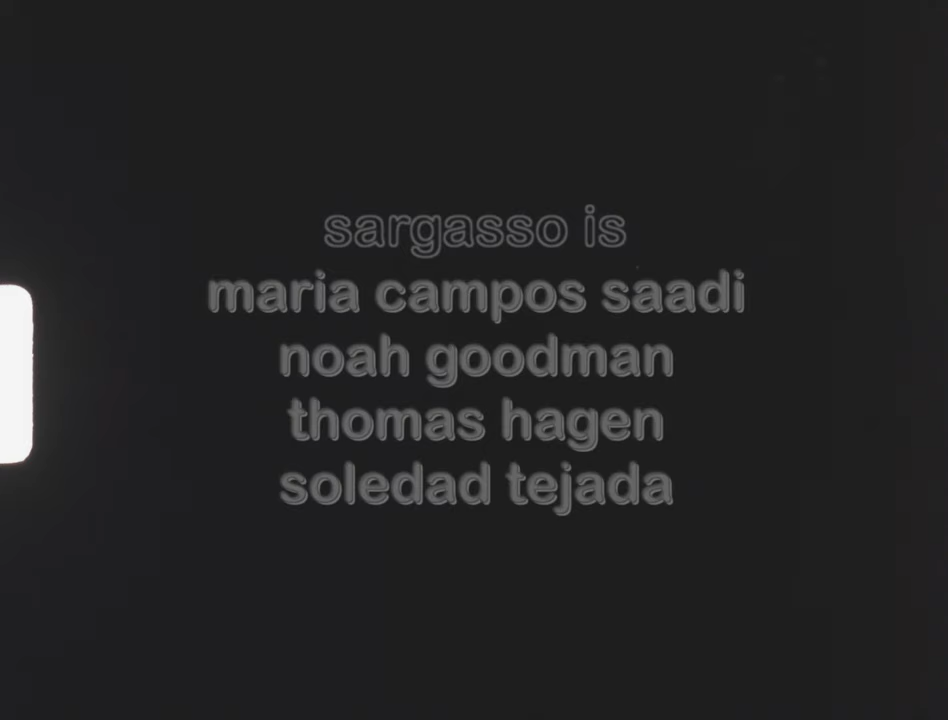 sargasso is
maria campos saadi
noah goodman
thomas hagen
soledad tejada